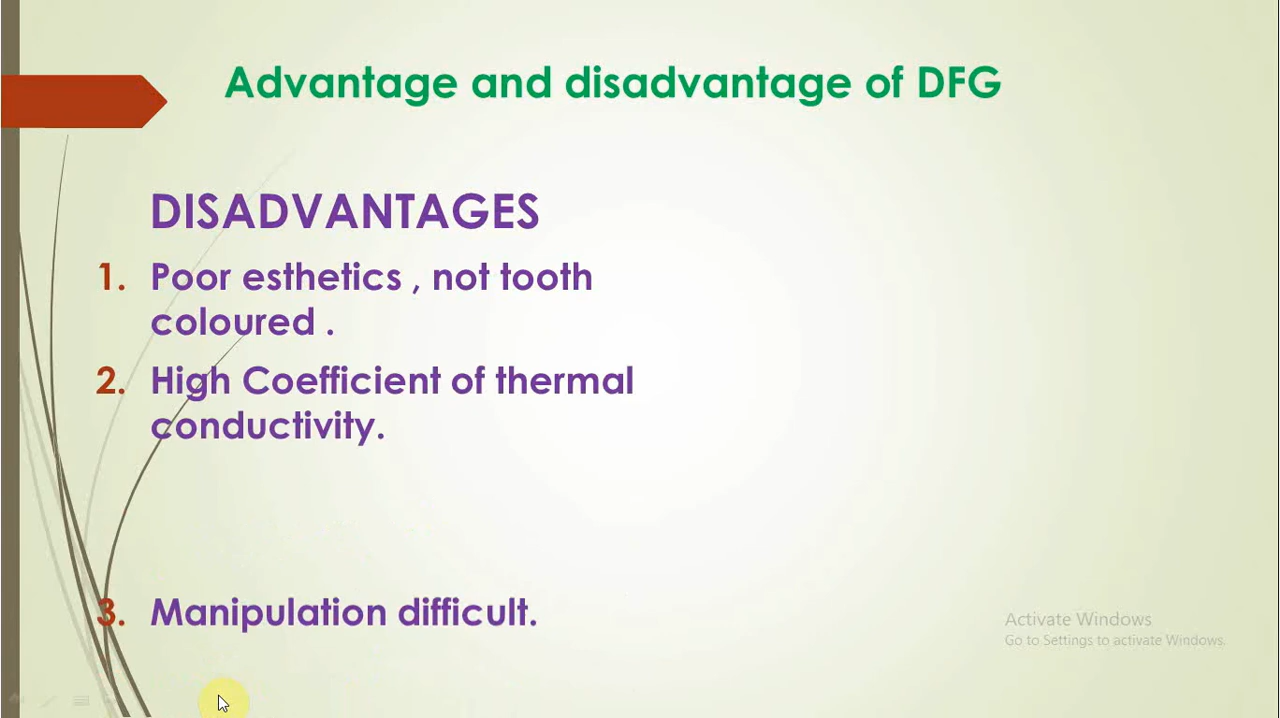 Advantage and disadvantage of DFG
DISADVANTAGES
1. Poor esthetics , not tooth
coloured .
2. High Coefficient of thermal
conductivity.
3. Manipulation difficult.
Activate Windows
Go to Settings to activate Windows.